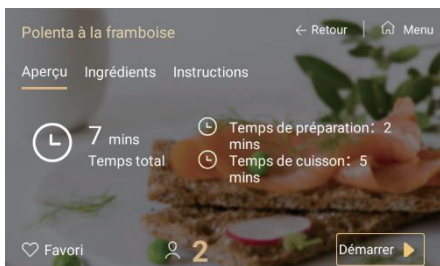 Polenta à la framboise
← Retour | Menu
Aperçu Ingrédients Instructions
7 mins
Temps total
Temps de préparation: 2
mins
Temps de cuisson: 5
mins
Favori
2
Démarrer